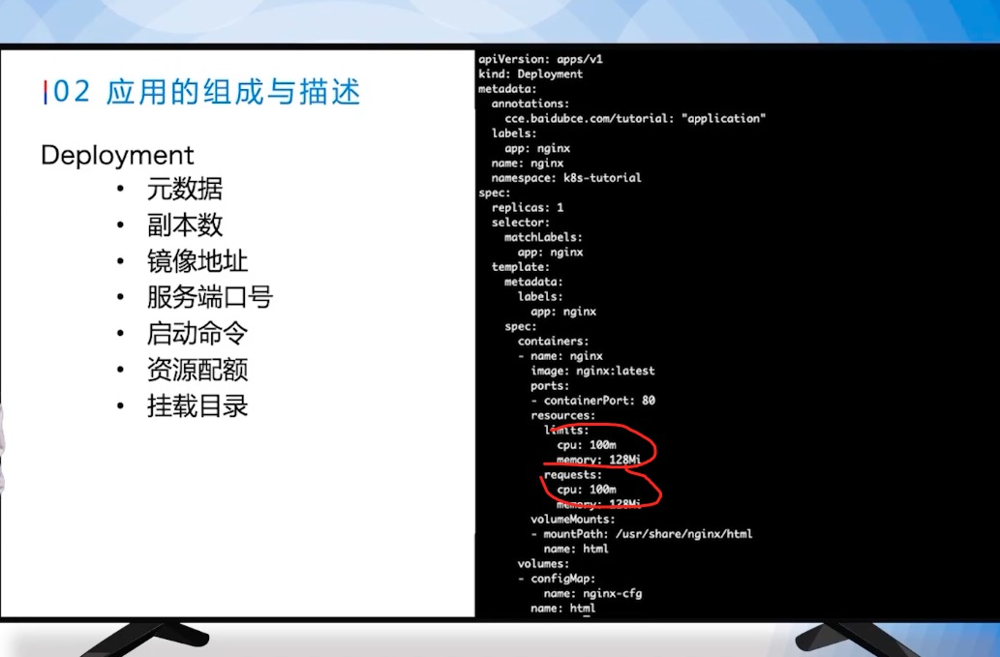 02 应用的组成与描述
Deployment
• 元数据
• 副本数
• 镜像地址
• 服务端口号
• 启动命令
• 资源配额
• 挂载目录
apiVersion: apps/v1
kind: Deployment
metadata:
  annotations:
    cce.baidubce.com/tutorial: "application"
  labels:
    app: nginx
  name: nginx
  namespace: k8s-tutorial
spec:
  replicas: 1
  selector:
    matchLabels:
      app: nginx
  template:
    metadata:
      labels:
        app: nginx
    spec:
      containers:
      - name: nginx
        image: nginx:latest
        ports:
        - containerPort: 80
        resources:
          limits:
            cpu: 100m
            memory: 128Mi
          requests:
            cpu: 100m
            memory: 128Mi
        volumeMounts:
        - mountPath: /usr/share/nginx/html
          name: html
      volumes:
      - configMap:
          name: nginx-cfg
        name: html